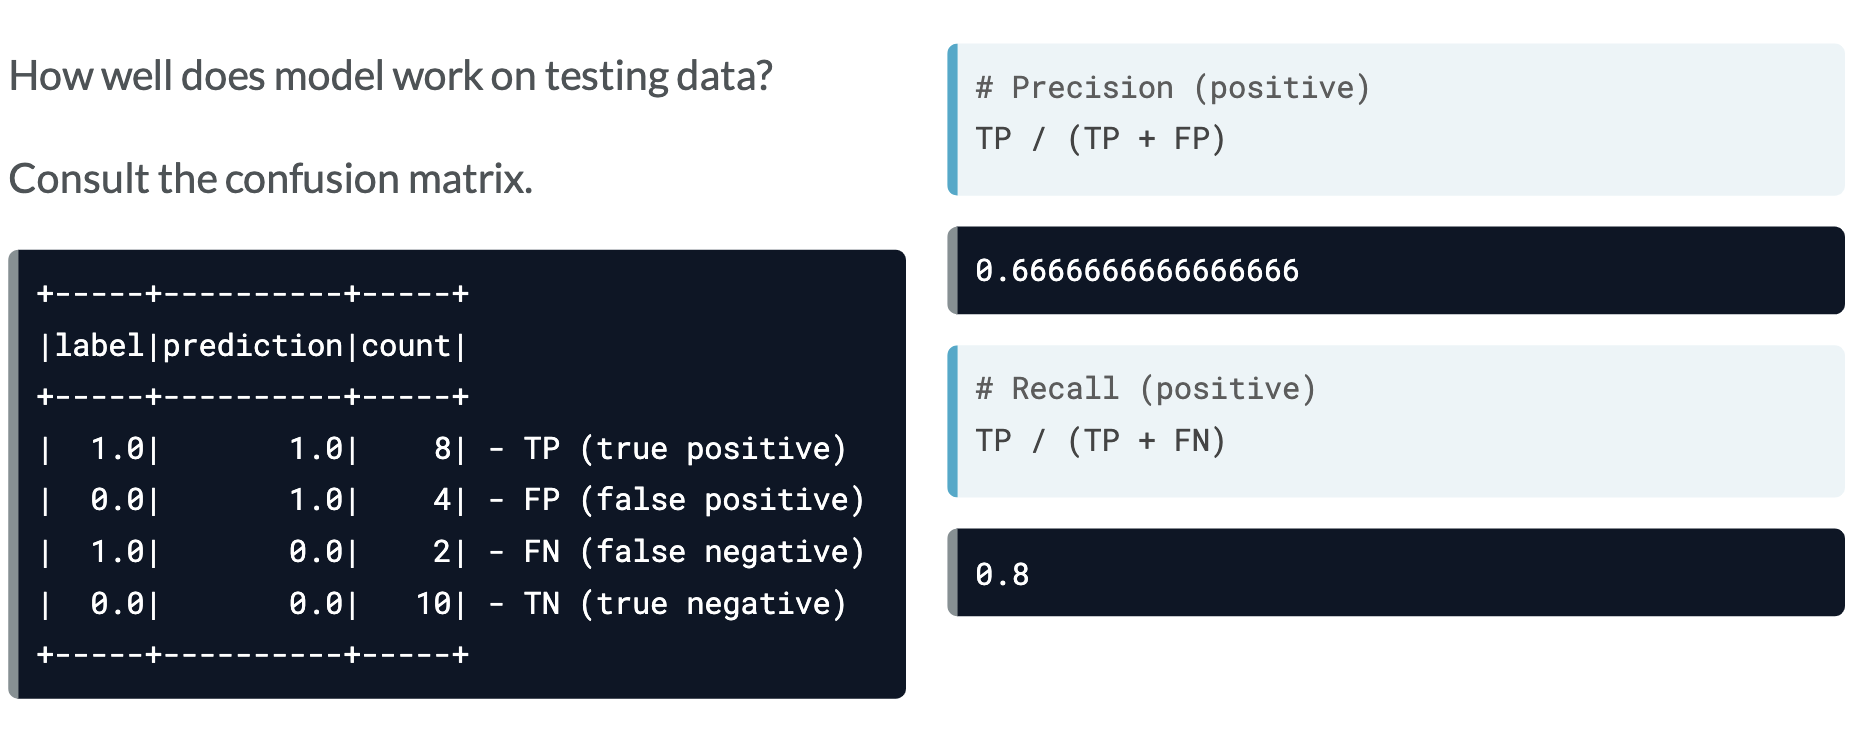 How well does model work on testing data?
Consult the confusion matrix.
+-----+----------+-----+
|label|prediction|count|
+-----+----------+-----+
|  1.0|       1.0|    8| - TP (true positive)
|  0.0|       1.0|    4| - FP (false positive)
|  1.0|       0.0|    2| - FN (false negative)
|  0.0|       0.0|   10| - TN (true negative)
+-----+----------+-----+
# Precision (positive)
TP / (TP + FP)
0.6666666666666666
# Recall (positive)
TP / (TP + FN)
0.8